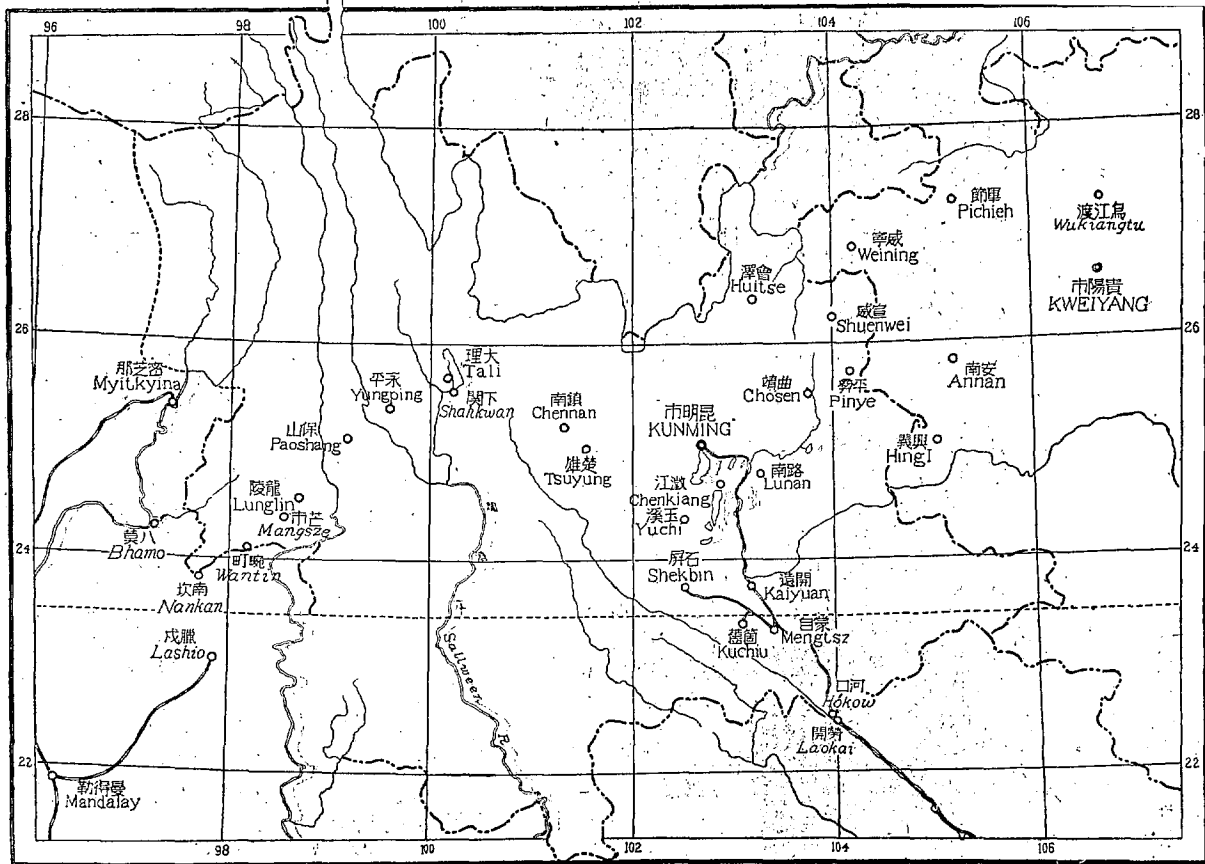 96
98
100
102
104
106
28
28
畢節
Pichieh
烏江渡
Wukiangtu
威寧
Weining
會澤
Huitse
貴陽市
KWEIYANG
宣威
Shuenwei
26
26
密芝那
Myitkyina
永平
Yungping
大理
Tali
下關
Shahkwan
鎮南
Chennan
曲靖
Chosen
平彝
Pinye
安南
Annan
昆明市
KUNMING
保山
Paoshang
楚雄
Tsuyung
興義
Hing I
路南
Lunan
澂江
Chenkiang
龍陵
Lunglin
芒市
Mangsze
玉溪
Yuchi
八莫
Bhamo
24
24
畹町
Wantin
南坎
Nankan
石屏
Shekbin
開遠
Kaiyuan
箇舊
Kuchiu
蒙自
Mengtsz
臘戍
Lashio
Sallween R.
河口
Hokow
勞開
Laokai
22
22
曼得勒
Mandalay
98
100
102
104
106